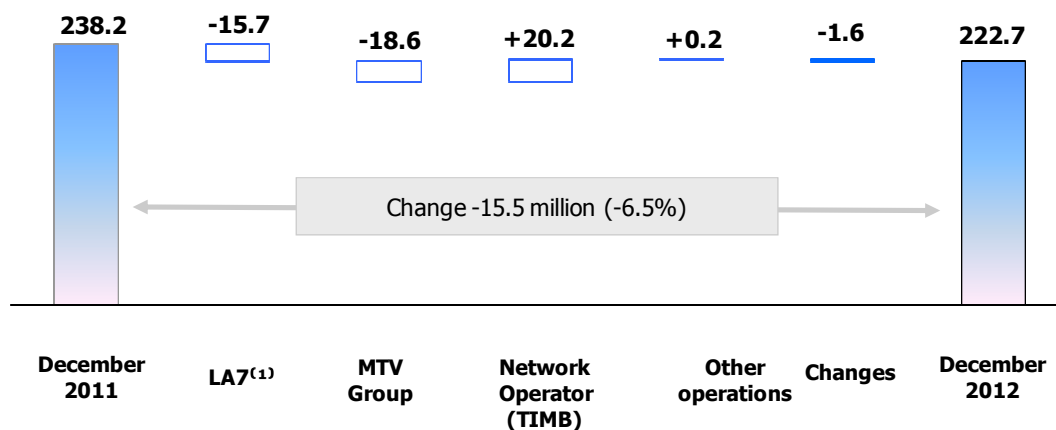 238.2
-15.7
-18.6
+20.2
+0.2
-1.6
222.7
Change -15.5 million (-6.5%)
December
2011
LA7(1)
MTV
Group
Network
Operator
(TIMB)
Other
operations
Changes
December
2012